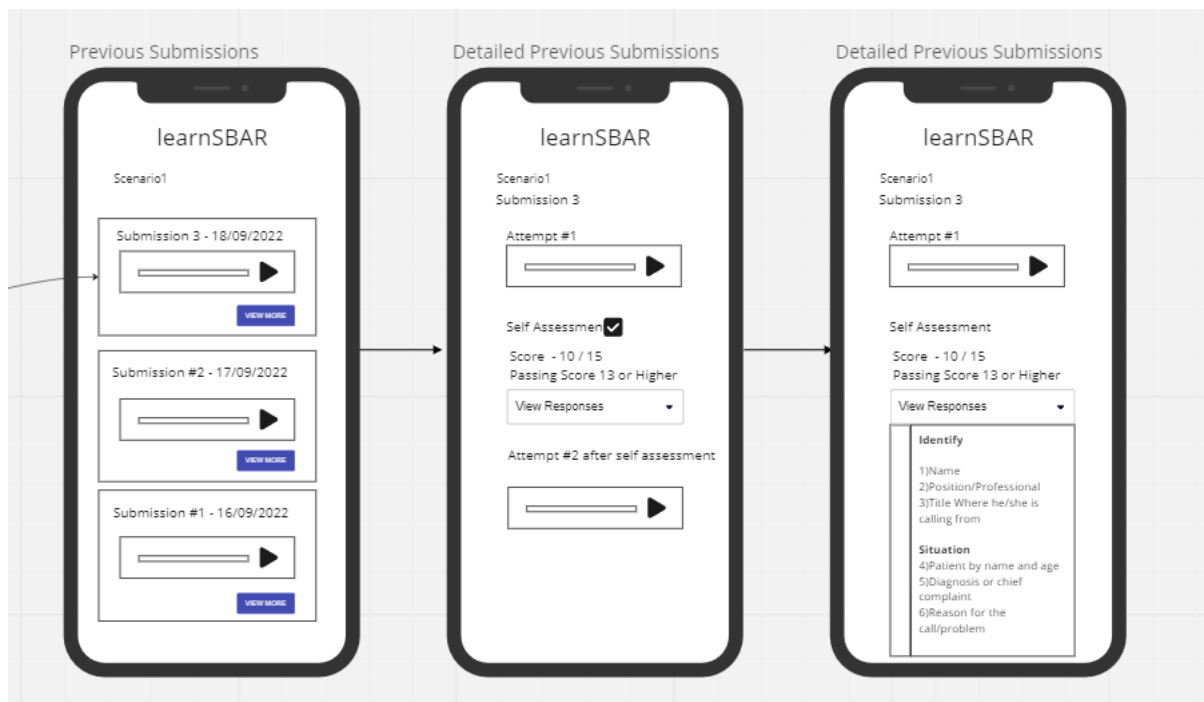 Previous Submissions
learnSBAR
Scenario1
Submission 3 - 18/09/2022
VIEW MORE
Submission #2 - 17/09/2022
VIEW MORE
Submission #1 - 16/09/2022
VIEW MORE
Detailed Previous Submissions
learnSBAR
Scenario1
Submission 3
Attempt #1
Self Assessmen
Score - 10 / 15
Passing Score 13 or Higher
View Responses
Attempt #2 after self assessment
Detailed Previous Submissions
learnSBAR
Scenario1
Submission 3
Attempt #1
Self Assessment
Score - 10 / 15
Passing Score 13 or Higher
View Responses
Identify
1)Name
2)Position/Professional
3)Title Where he/she is
calling from
Situation
4)Patient by name and age
5)Diagnosis or chief
complaint
6)Reason for the
call/problem